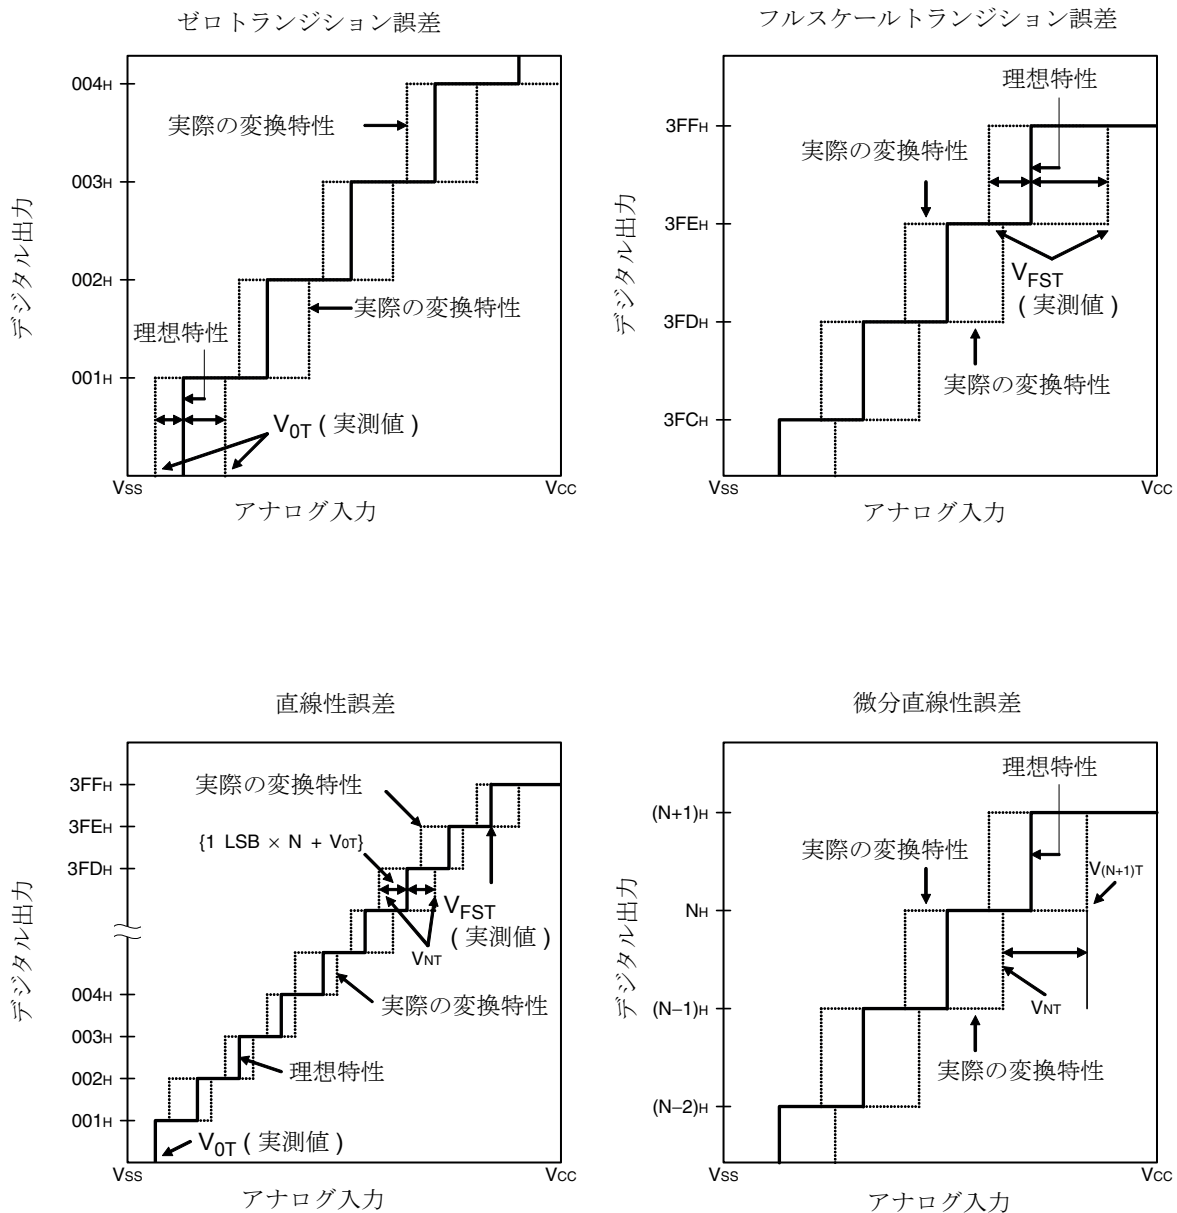 ゼロトランジション誤差
004H
003H
002H
001H
デジタル出力
実際の変換特性
実際の変換特性
理想特性
V0T ( 実測値 )
VSS
VCC
アナログ入力
フルスケールトランジション誤差
3FFH
3FEH
3FDH
3FCH
デジタル出力
理想特性
実際の変換特性
VFST
( 実測値 )
実際の変換特性
VSS
VCC
アナログ入力
直線性誤差
3FFH
3FEH
3FDH
004H
003H
002H
001H
デジタル出力
実際の変換特性
{1 LSB × N + V0T}
VFST
( 実測値 )
VNT
実際の変換特性
理想特性
V0T ( 実測値 )
VSS
VCC
アナログ入力
微分直線性誤差
(N+1)H
NH
(N−1)H
(N−2)H
デジタル出力
理想特性
実際の変換特性
V(N+1)T
VNT
実際の変換特性
VSS
VCC
アナログ入力